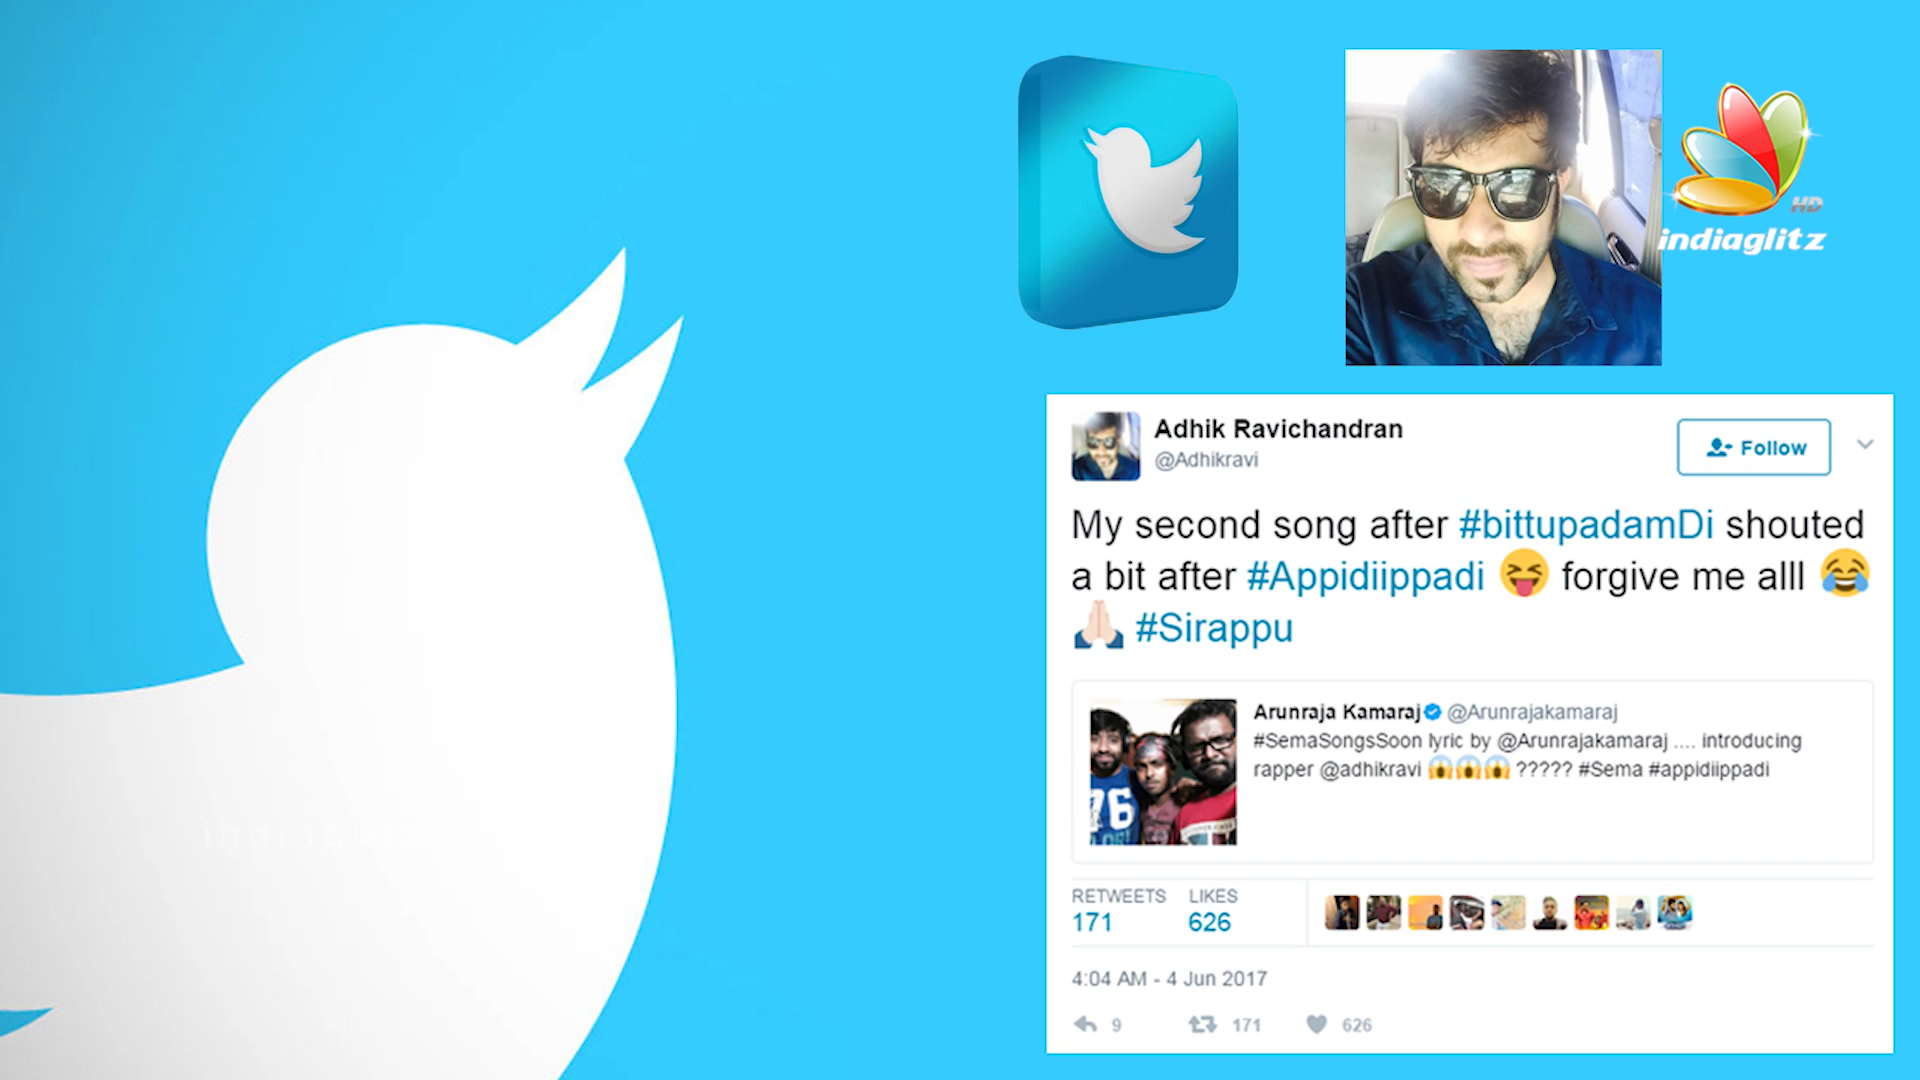 HD
indiaglitz
Adhik Ravichandran
@Adhikravi
Follow
My second song after #bittupadamDi shouted
a bit after #Appidiippadi 😝 forgive me alll 😂
🙏🏻 #Sirappu
Arunraja Kamaraj @Arunrajakamaraj
#SemaSongsSoon lyric by @Arunrajakamaraj .... introducing
rapper @adhikravi 😱😱😱 ????? #Sema #appidiippadi
76
RETWEETS LIKES
171 626
4:04 AM - 4 Jun 2017
9 171 626